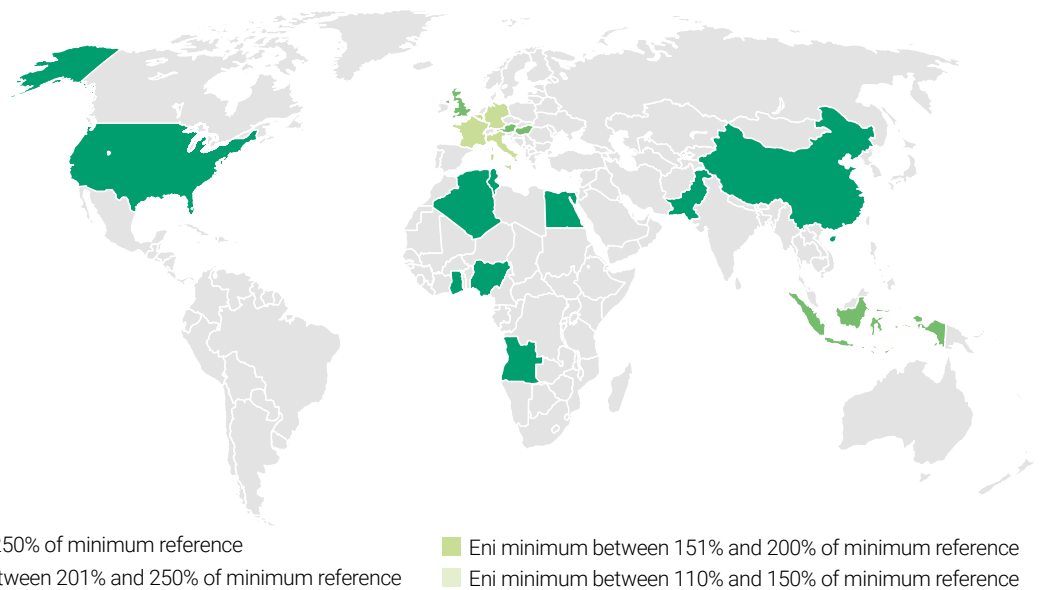 250% of minimum reference
tween 201% and 250% of minimum reference
Eni minimum between 151% and 200% of minimum reference
Eni minimum between 110% and 150% of minimum reference